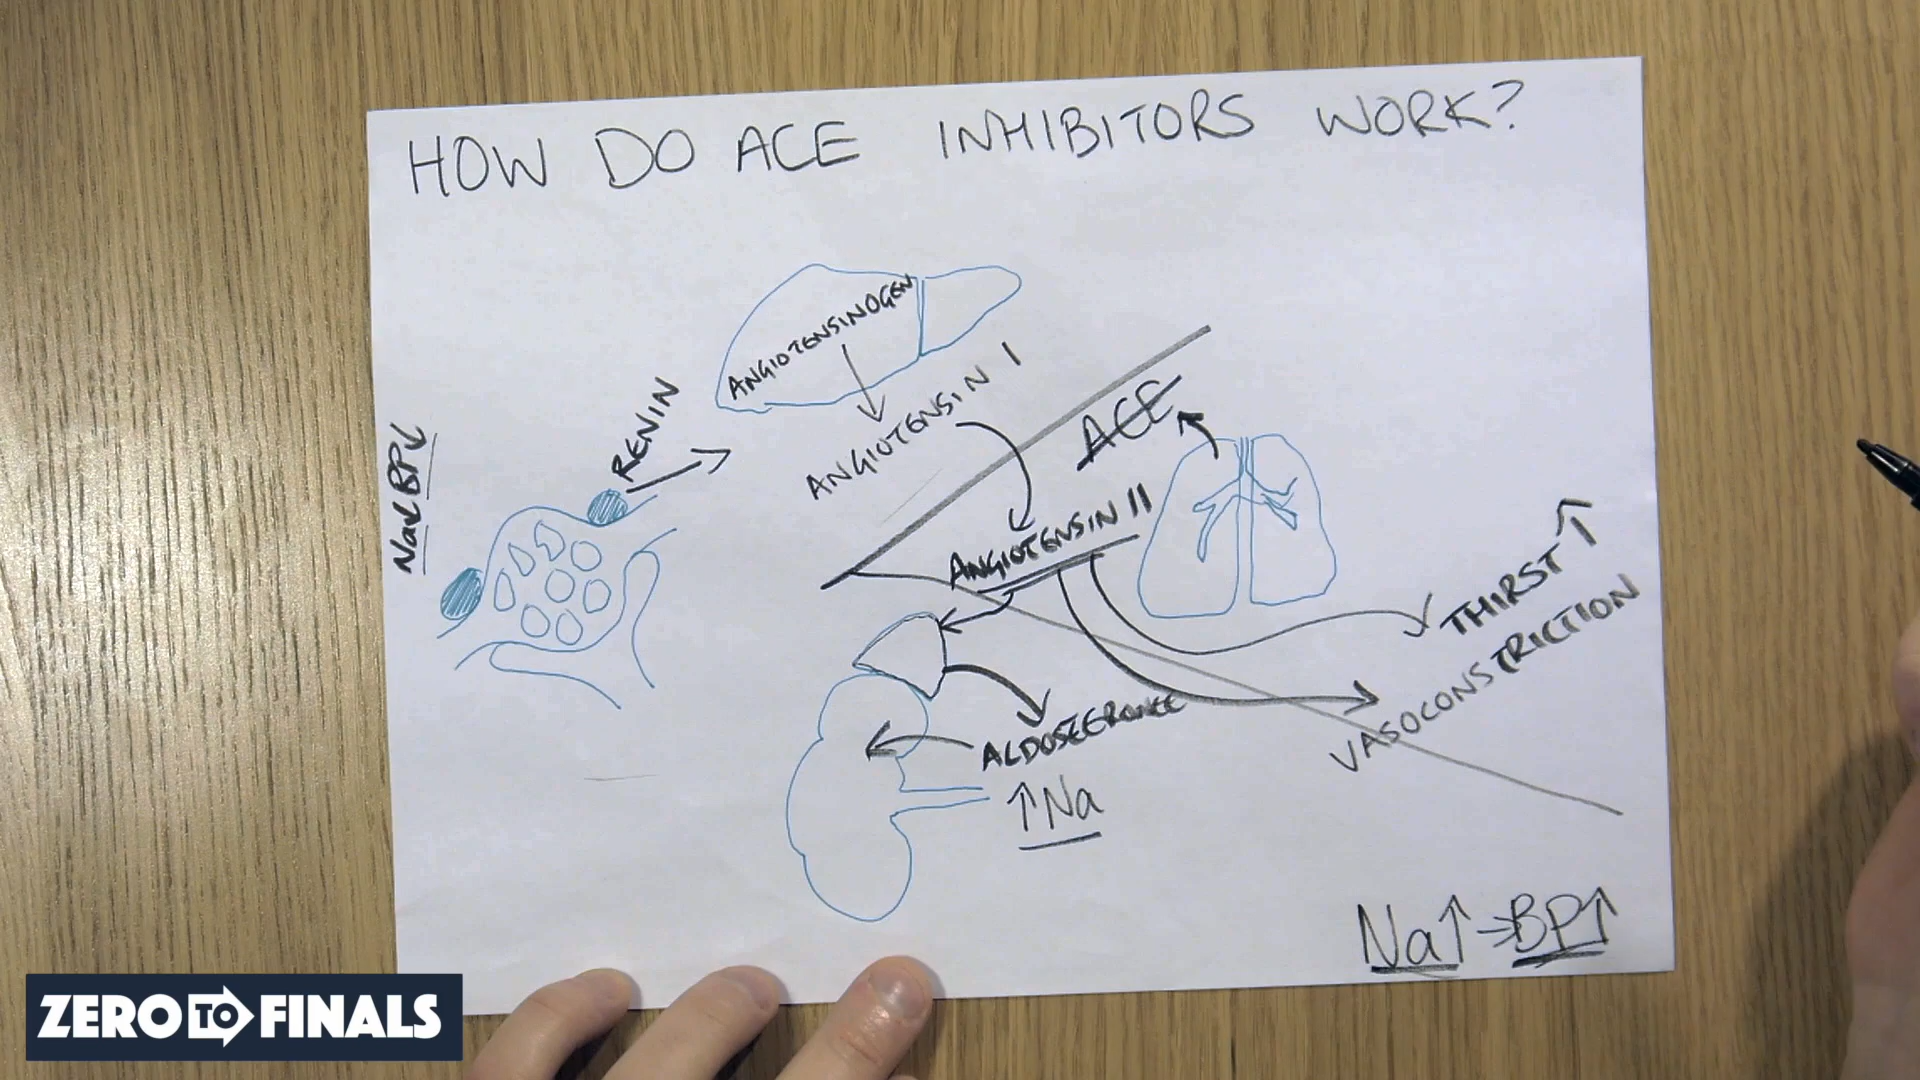 HOW DO ACE INHIBITORS WORK?
ANGIOTENSINOGEN
ANGIOTENSIN I
RENIN
Na↓ BP↓
ACE
ANGIOTENSIN II
THIRST ↑
VASOCONSTRICTION
ALDOSTERONE
↑Na
Na↑ → BP↑
ZERO TO FINALS